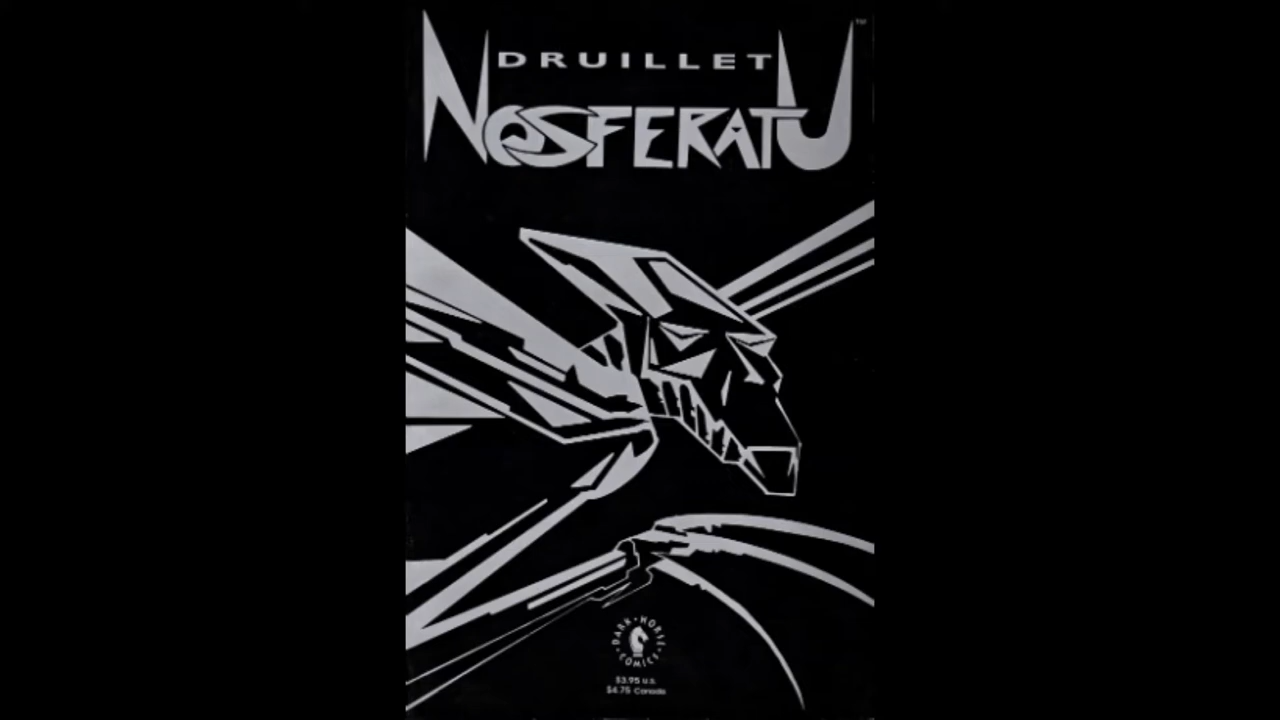 DRUILLET
NOSFERATU
TM
DARK HORSE
COMICS
$3.95 U.S.
$4.75 Canada